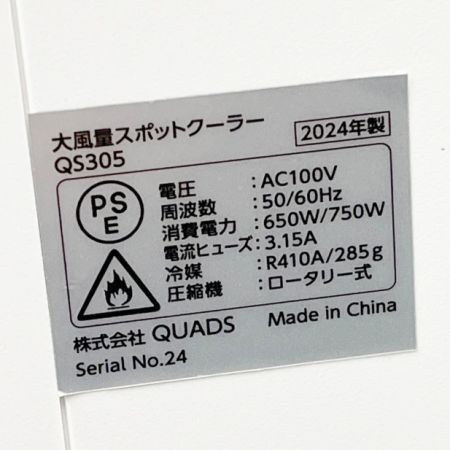 大風量スポットクーラー
QS305
2024年製
PS
E
電圧 : AC100V
周波数 : 50/60Hz
消費電力 : 650W/750W
電流ヒューズ : 3.15A
冷媒 : R410A/285g
圧縮機 : ロータリー式
株式会社 QUADS Made in China
Serial No.24